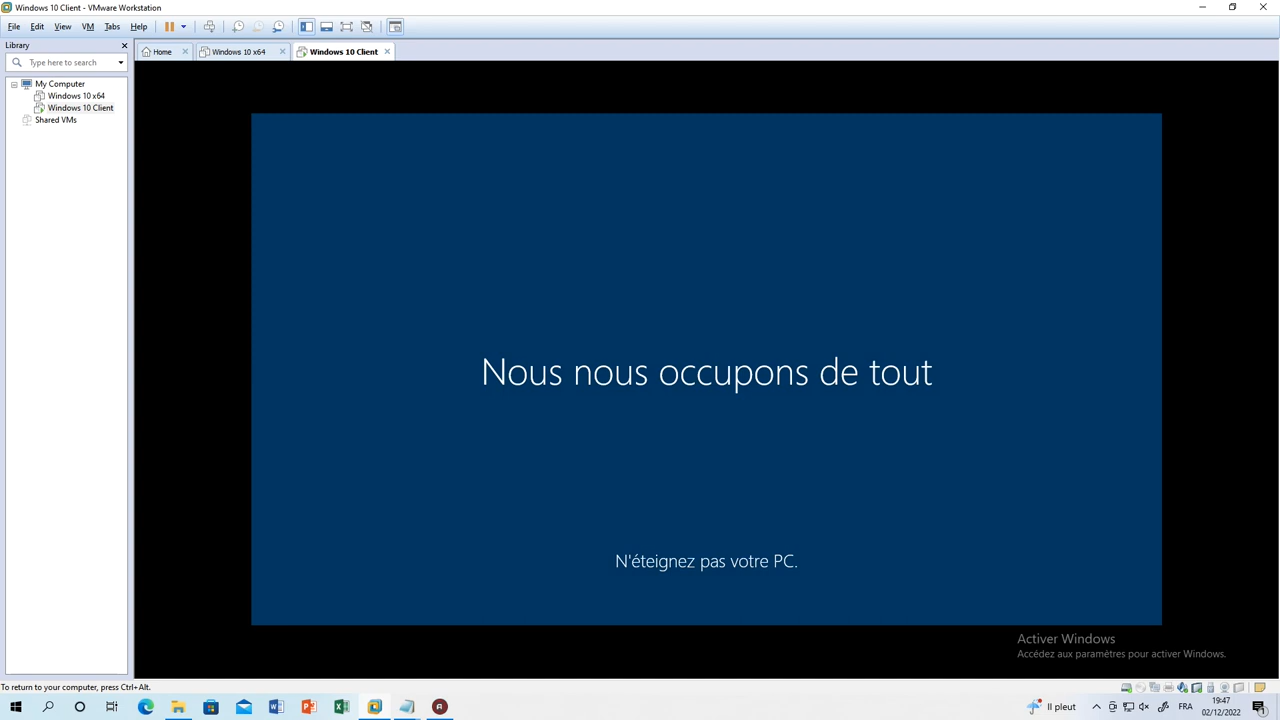 Windows 10 Client - VMware Workstation
File Edit View VM Tabs Help
Library
Home
Windows 10 x64
Windows 10 Client
Type here to search
My Computer
Windows 10 x64
Windows 10 Client
Shared VMs
Nous nous occupons de tout
N'éteignez pas votre PC.
Activer Windows
Accédez aux paramètres pour activer Windows.
To return to your computer, press Ctrl+Alt.
Il pleut
FRA
19:47
02/12/2022